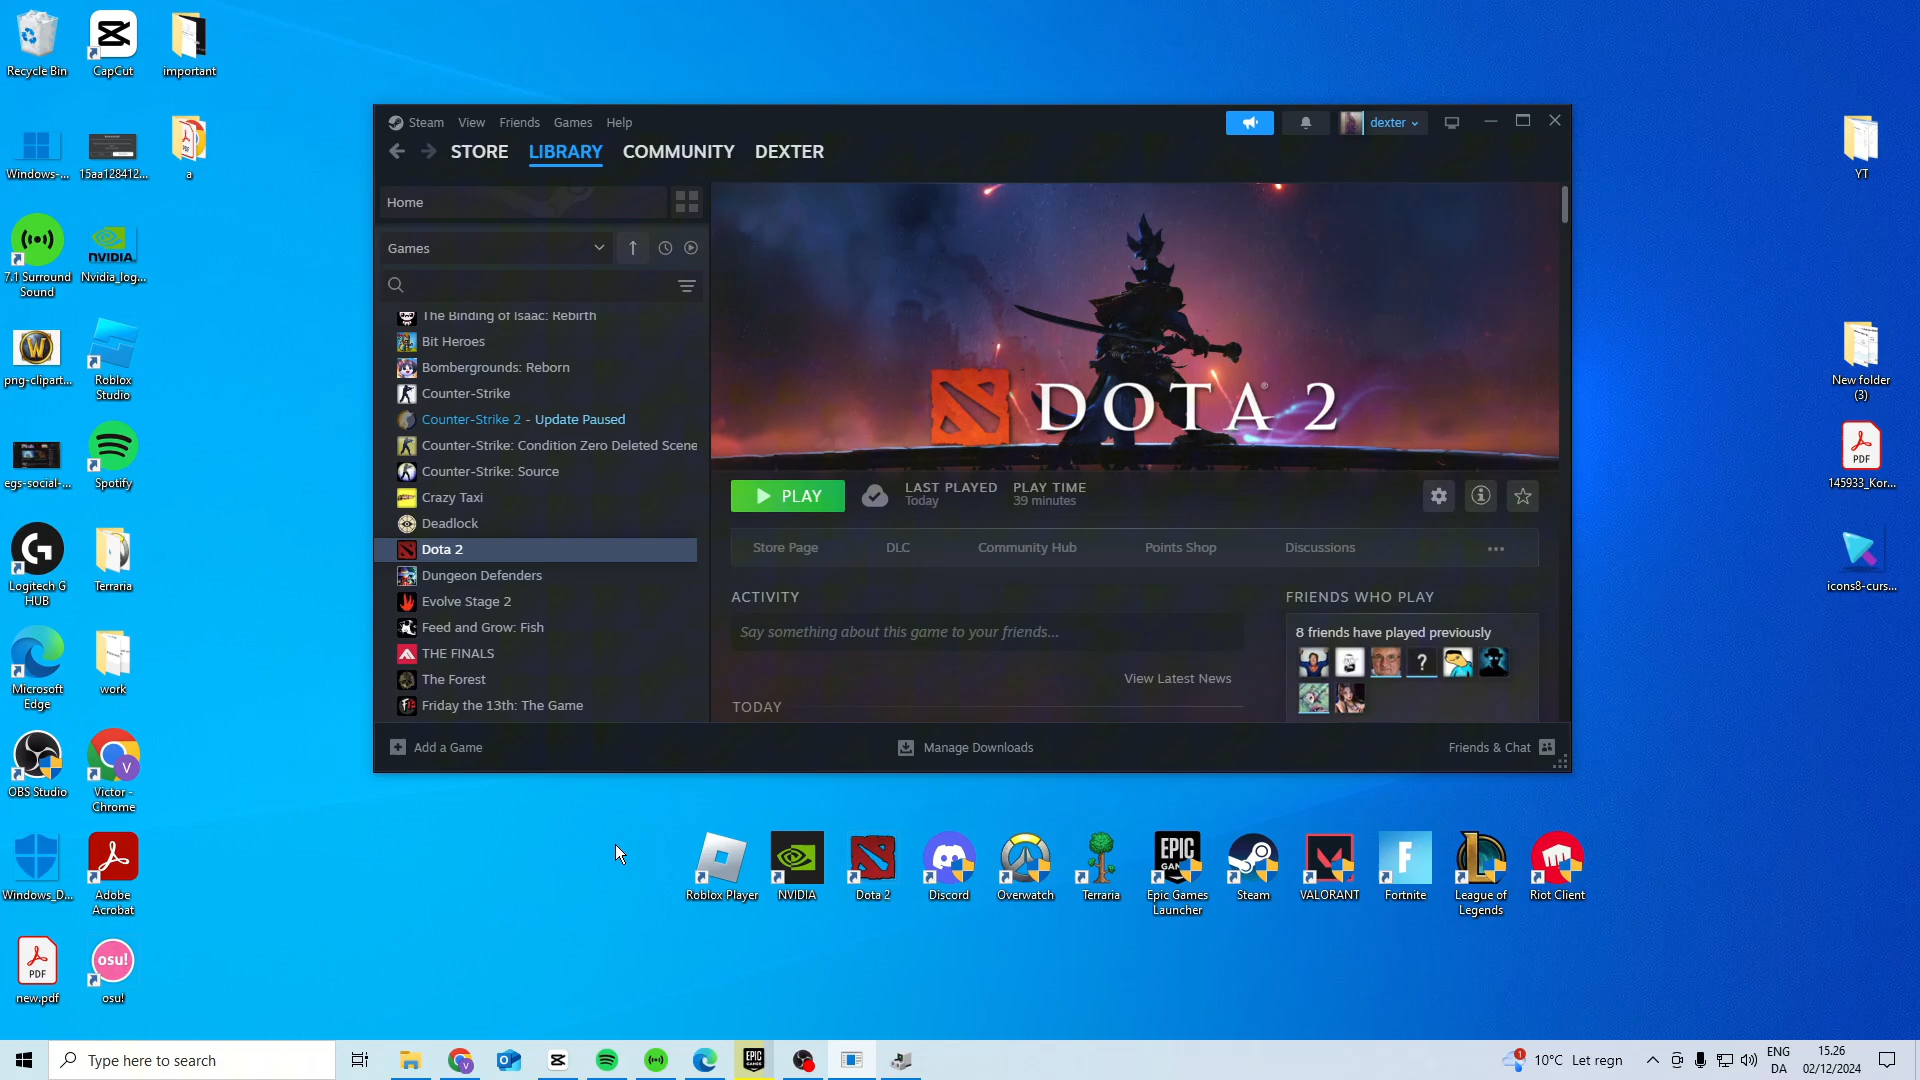 Recycle Bin
CapCut
important
Windows-...
15aa128412...
a
7.1 Surround
Sound
NVIDIA
Nvidia_log...
png-clipart...
Roblox
Studio
egs-social-...
Spotify
Logitech G
HUB
Terraria
Microsoft
Edge
work
OBS Studio
Victor -
Chrome
V
Windows_D...
Adobe
Acrobat
PDF
new.pdf
osu!
osu!
Steam View Friends Games Help
dexter
STORE LIBRARY COMMUNITY DEXTER
Home
Games
The Binding of Isaac: Rebirth
Bit Heroes
Bombergrounds: Reborn
Counter-Strike
Counter-Strike 2 - Update Paused
Counter-Strike: Condition Zero Deleted Scene
Counter-Strike: Source
Crazy Taxi
Deadlock
Dota 2
Dungeon Defenders
Evolve Stage 2
Feed and Grow: Fish
THE FINALS
The Forest
Friday the 13th: The Game
DOTA 2
PLAY
LAST PLAYED
Today
PLAY TIME
39 minutes
Store Page DLC Community Hub Points Shop Discussions
ACTIVITY
Say something about this game to your friends...
View Latest News
TODAY
FRIENDS WHO PLAY
8 friends have played previously
?
Add a Game
Manage Downloads
Friends & Chat
Roblox Player
NVIDIA
Dota 2
Discord
Overwatch
Terraria
EPIC
GAMES
Epic Games
Launcher
Steam
VALORANT
F
Fortnite
League of
Legends
Riot Client
YT
New folder
(3)
PDF
145933_Kor...
icons8-curs...
Type here to search
V
EPIC
GAMES
1
10°C Let regn
ENG
DA
15.26
02/12/2024